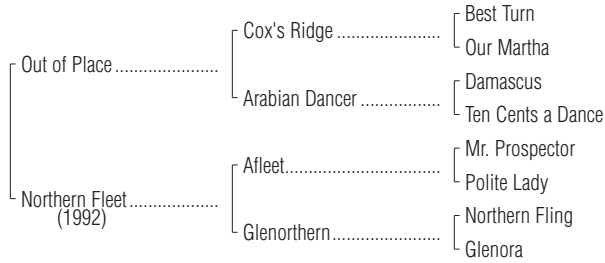 Best Turn
Cox's Ridge ....................
Our Martha
Out of Place ....................
Damascus
Arabian Dancer ................
Ten Cents a Dance
Mr. Prospector
Afleet..............................
Polite Lady
Northern Fleet .................
(1992)
Northern Fling
Glenorthern.....................
Glenora